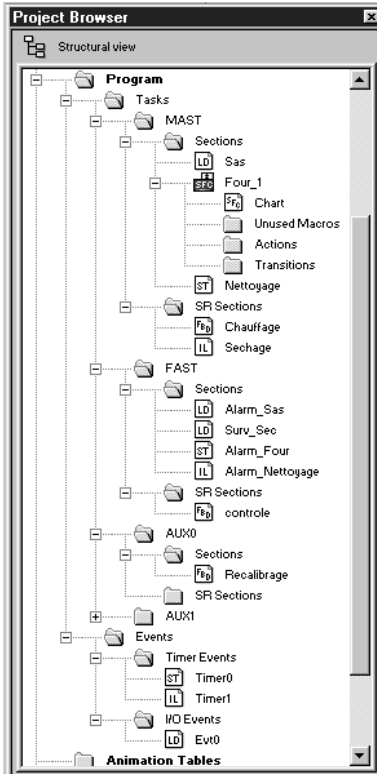 Project Browser
Structural view
Program
Tasks
MAST
Sections
LD Sas
SFC Four_1
SFC Chart
Unused Macros
Actions
Transitions
ST Nettoyage
SR Sections
FBD Chauffage
IL Sechage
FAST
Sections
LD Alarm_Sas
LD Surv_Sec
ST Alarm_Four
IL Alarm_Nettoyage
SR Sections
FBD controle
AUX0
Sections
FBD Recalibrage
SR Sections
AUX1
Events
Timer Events
ST Timer0
IL Timer1
I/O Events
LD Evt0
Animation Tables